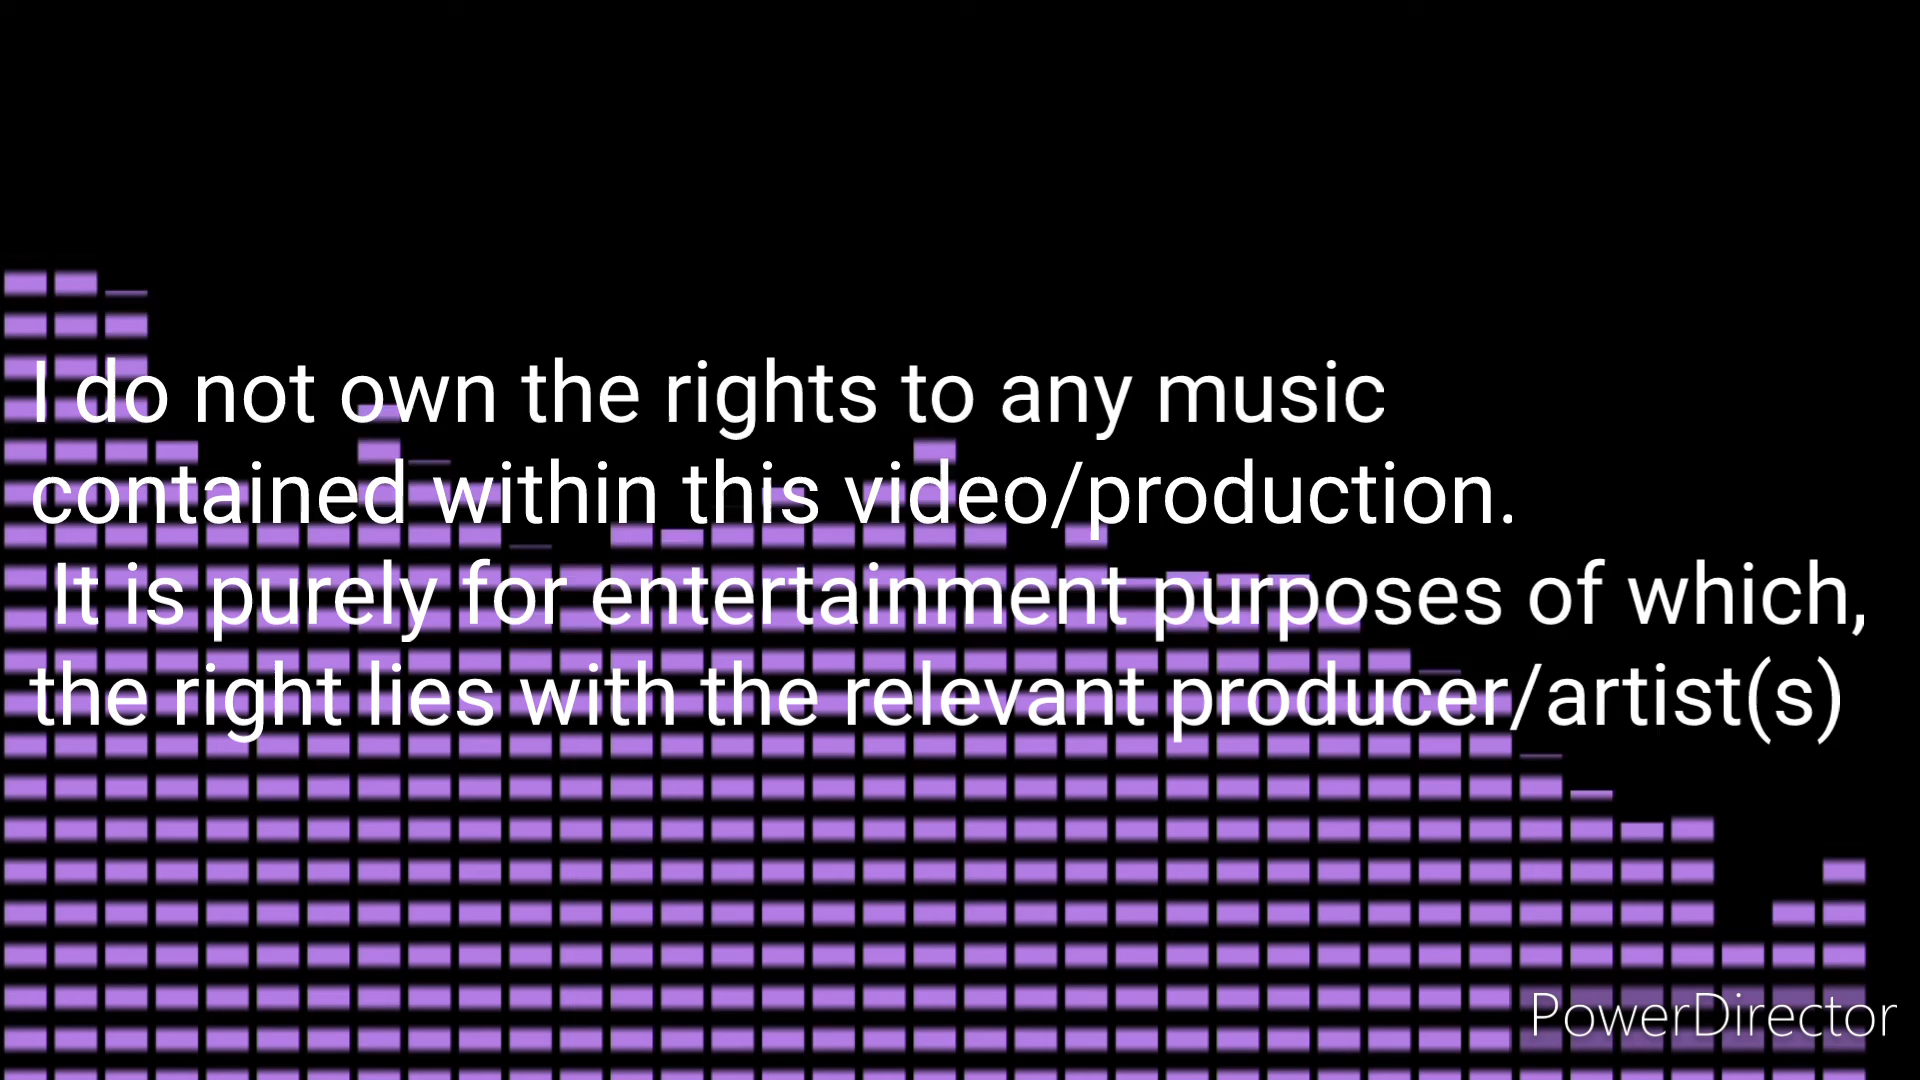 I do not own the rights to any music
contained within this video/production.
It is purely for entertainment purposes of which,
the right lies with the relevant producer/artist(s)
PowerDirector